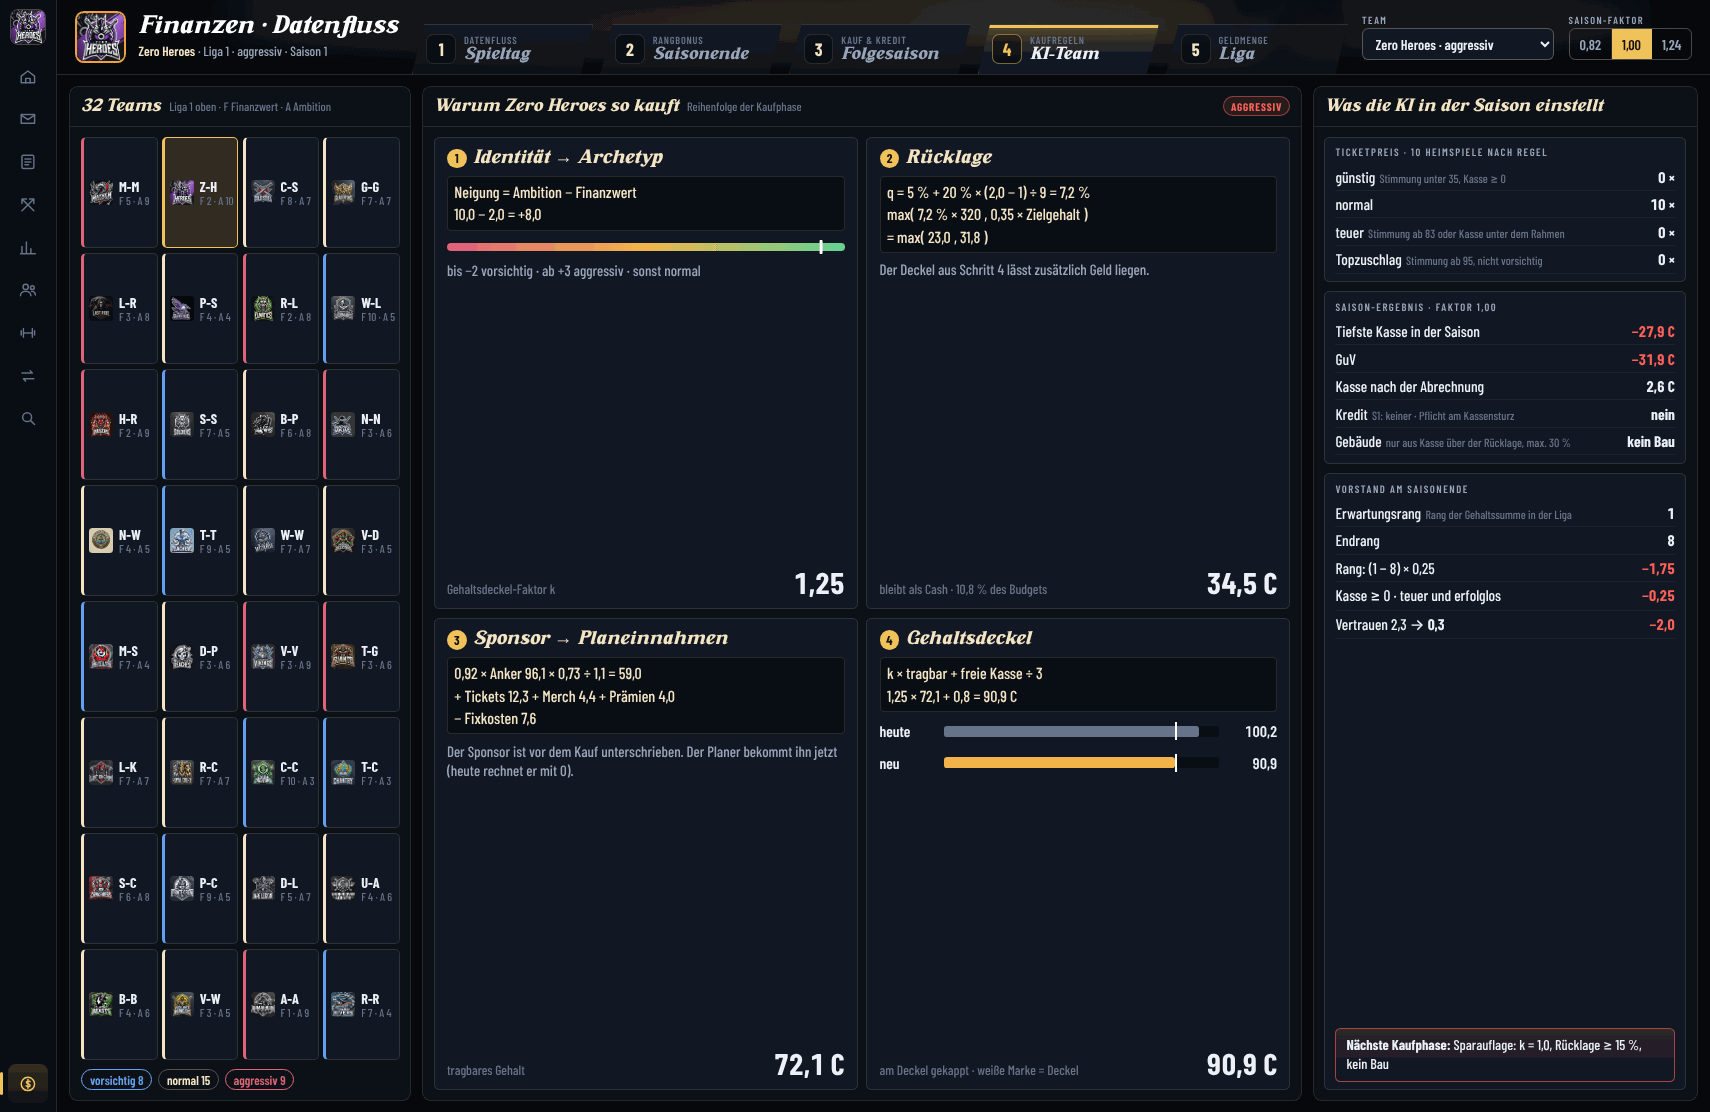 Finanzen · Datenfluss
Zero Heroes · Liga 1 · aggressiv · Saison 1
1 DATENFLUSS Spieltag
2 RANGBONUS Saisonende
3 KAUF & KREDIT Folgesaison
4 KAUFREGELN KI-Team
5 GELDMENGE Liga
TEAM
Zero Heroes · aggressiv
SAISON-FAKTOR
0,82 1,00 1,24
32 Teams Liga 1 oben · F Finanzwert · A Ambition
M-M F5·A9
Z-H F2·A10
C-S F8·A7
G-G F7·A7
L-R F3·A8
P-S F4·A4
R-L F2·A8
W-L F10·A5
H-R F2·A9
S-S F7·A5
B-P F6·A8
N-N F3·A6
N-W F4·A5
T-T F9·A5
W-W F7·A7
V-D F3·A5
M-S F7·A4
D-P F3·A6
V-V F3·A9
T-G F3·A6
L-K F7·A7
R-C F7·A7
C-C F10·A3
T-C F7·A3
S-C F6·A8
P-C F9·A5
D-L F5·A7
U-A F4·A6
B-B F4·A6
V-W F3·A5
A-A F1·A9
R-R F7·A4
vorsichtig 8 normal 15 aggressiv 9
Warum Zero Heroes so kauft Reihenfolge der Kaufphase
AGGRESSIV
1 Identität → Archetyp
Neigung = Ambition − Finanzwert
10,0 − 2,0 = +8,0
bis −2 vorsichtig · ab +3 aggressiv · sonst normal
Gehaltsdeckel-Faktor k 1,25
2 Rücklage
q = 5 % + 20 % × (2,0 − 1) ÷ 9 = 7,2 %
max( 7,2 % × 320 , 0,35 × Zielgehalt )
= max( 23,0 , 31,8 )
Der Deckel aus Schritt 4 lässt zusätzlich Geld liegen.
bleibt als Cash · 10,8 % des Budgets 34,5 C
3 Sponsor → Planeinnahmen
0,92 × Anker 96,1 × 0,73 ÷ 1,1 = 59,0
+ Tickets 12,3 + Merch 4,4 + Prämien 4,0
− Fixkosten 7,6
Der Sponsor ist vor dem Kauf unterschrieben. Der Planer bekommt ihn jetzt
(heute rechnet er mit 0).
tragbares Gehalt 72,1 C
4 Gehaltsdeckel
k × tragbar + freie Kasse ÷ 3
1,25 × 72,1 + 0,8 = 90,9 C
heute 100,2
neu 90,9
am Deckel gekappt · weiße Marke = Deckel 90,9 C
Was die KI in der Saison einstellt
TICKETPREIS · 10 HEIMSPIELE NACH REGEL
günstig Stimmung unter 35, Kasse ≥ 0 0 ×
normal 10 ×
teuer Stimmung ab 83 oder Kasse unter dem Rahmen 0 ×
Topzuschlag Stimmung ab 95, nicht vorsichtig 0 ×
SAISON-ERGEBNIS · FAKTOR 1,00
Tiefste Kasse in der Saison −27,9 C
GuV −31,9 C
Kasse nach der Abrechnung 2,6 C
Kredit S1: keiner · Pflicht am Kassensturz nein
Gebäude nur aus Kasse über der Rücklage, max. 30 % kein Bau
VORSTAND AM SAISONENDE
Erwartungsrang Rang der Gehaltssumme in der Liga 1
Endrang 8
Rang: (1 − 8) × 0,25 −1,75
Kasse ≥ 0 · teuer und erfolglos −0,25
Vertrauen 2,3 → 0,3 −2,0
Nächste Kaufphase: Sparauflage: k = 1,0, Rücklage ≥ 15 %,
kein Bau